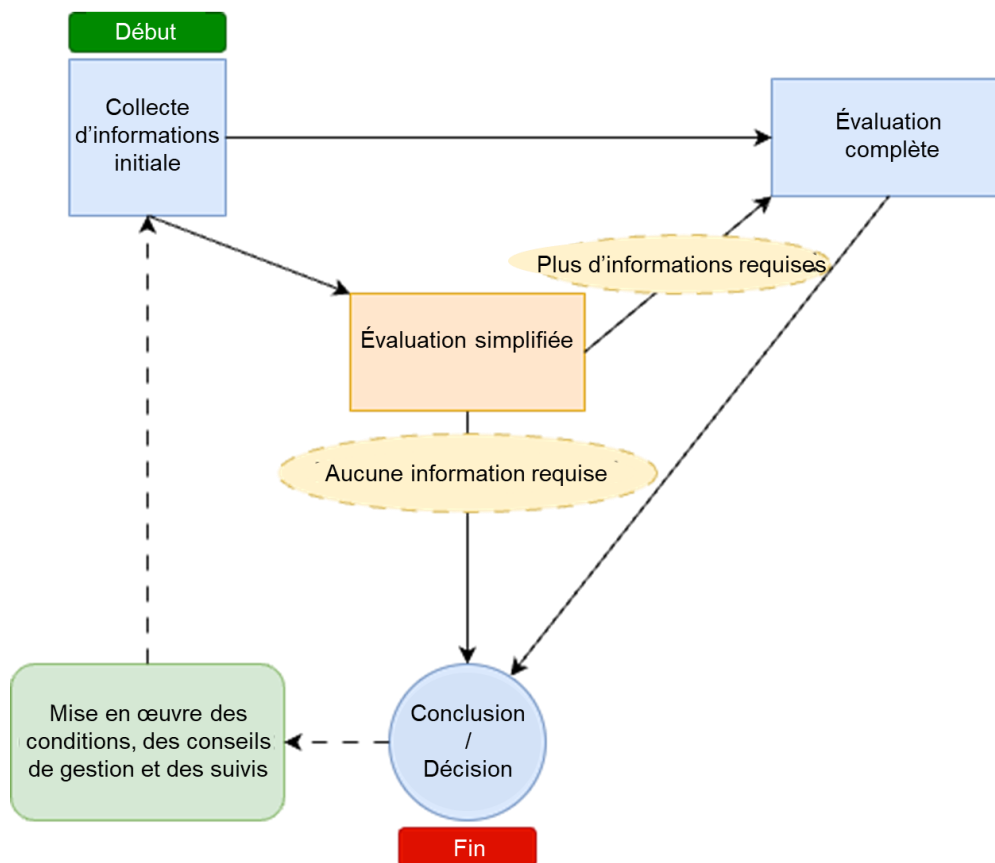 Début
Collecte
d'informations
initiale
Évaluation
complète
Plus d'informations requises
Évaluation simplifiée
Aucune information requise
Mise en œuvre des
conditions, des conseils
de gestion et des suivis
Conclusion
/
Décision
Fin